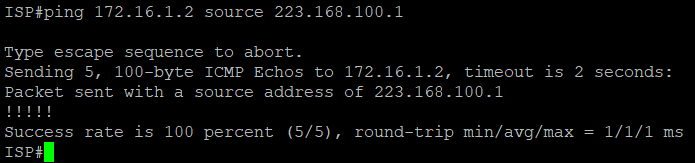 ISP#ping 172.16.1.2 source 223.168.100.1
Type escape sequence to abort.
Sending 5, 100-byte ICMP Echos to 172.16.1.2, timeout is 2 seconds:
Packet sent with a source address of 223.168.100.1
!!!!!
Success rate is 100 percent (5/5), round-trip min/avg/max = 1/1/1 ms
ISP#